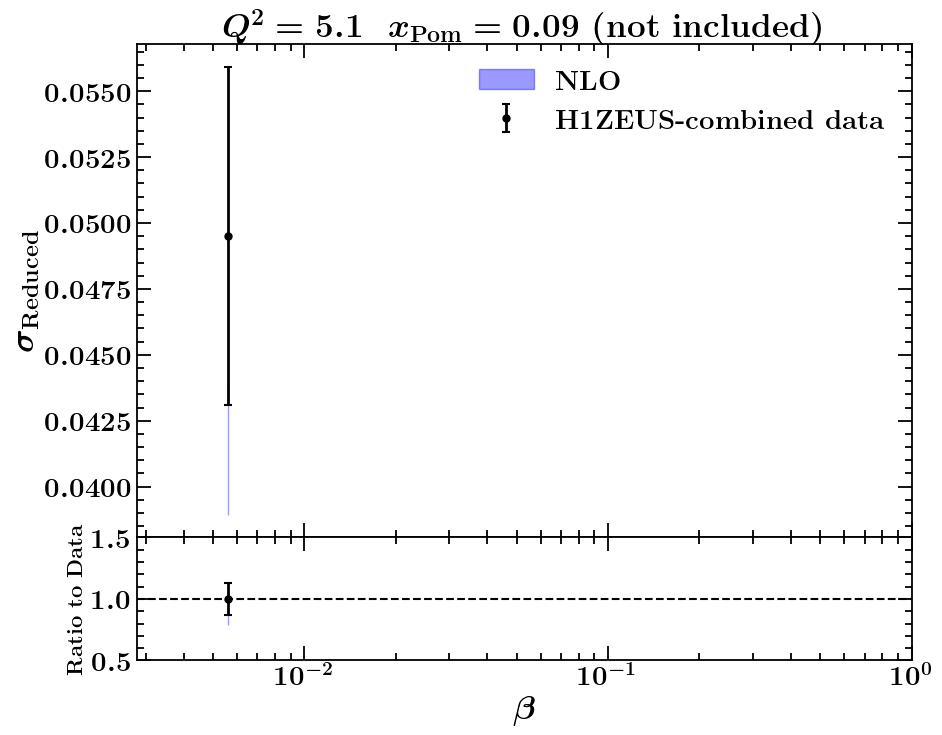 Q² = 5.1 x_Pom = 0.09 (not included)
NLO
H1ZEUS-combined data
σ_Reduced
0.0550
0.0525
0.0500
0.0475
0.0450
0.0425
0.0400
Ratio to Data
1.5
1.0
0.5
10⁻² 10⁻¹ 10⁰
β